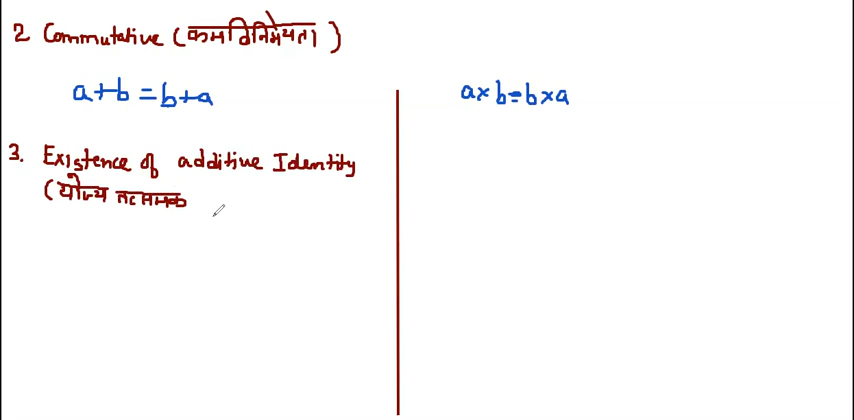 2 Commutative (क्रमविनिमेयता)
a+b=b+a
a×b=b×a
3. Existence of additive Identity
(योज्य तत्समक